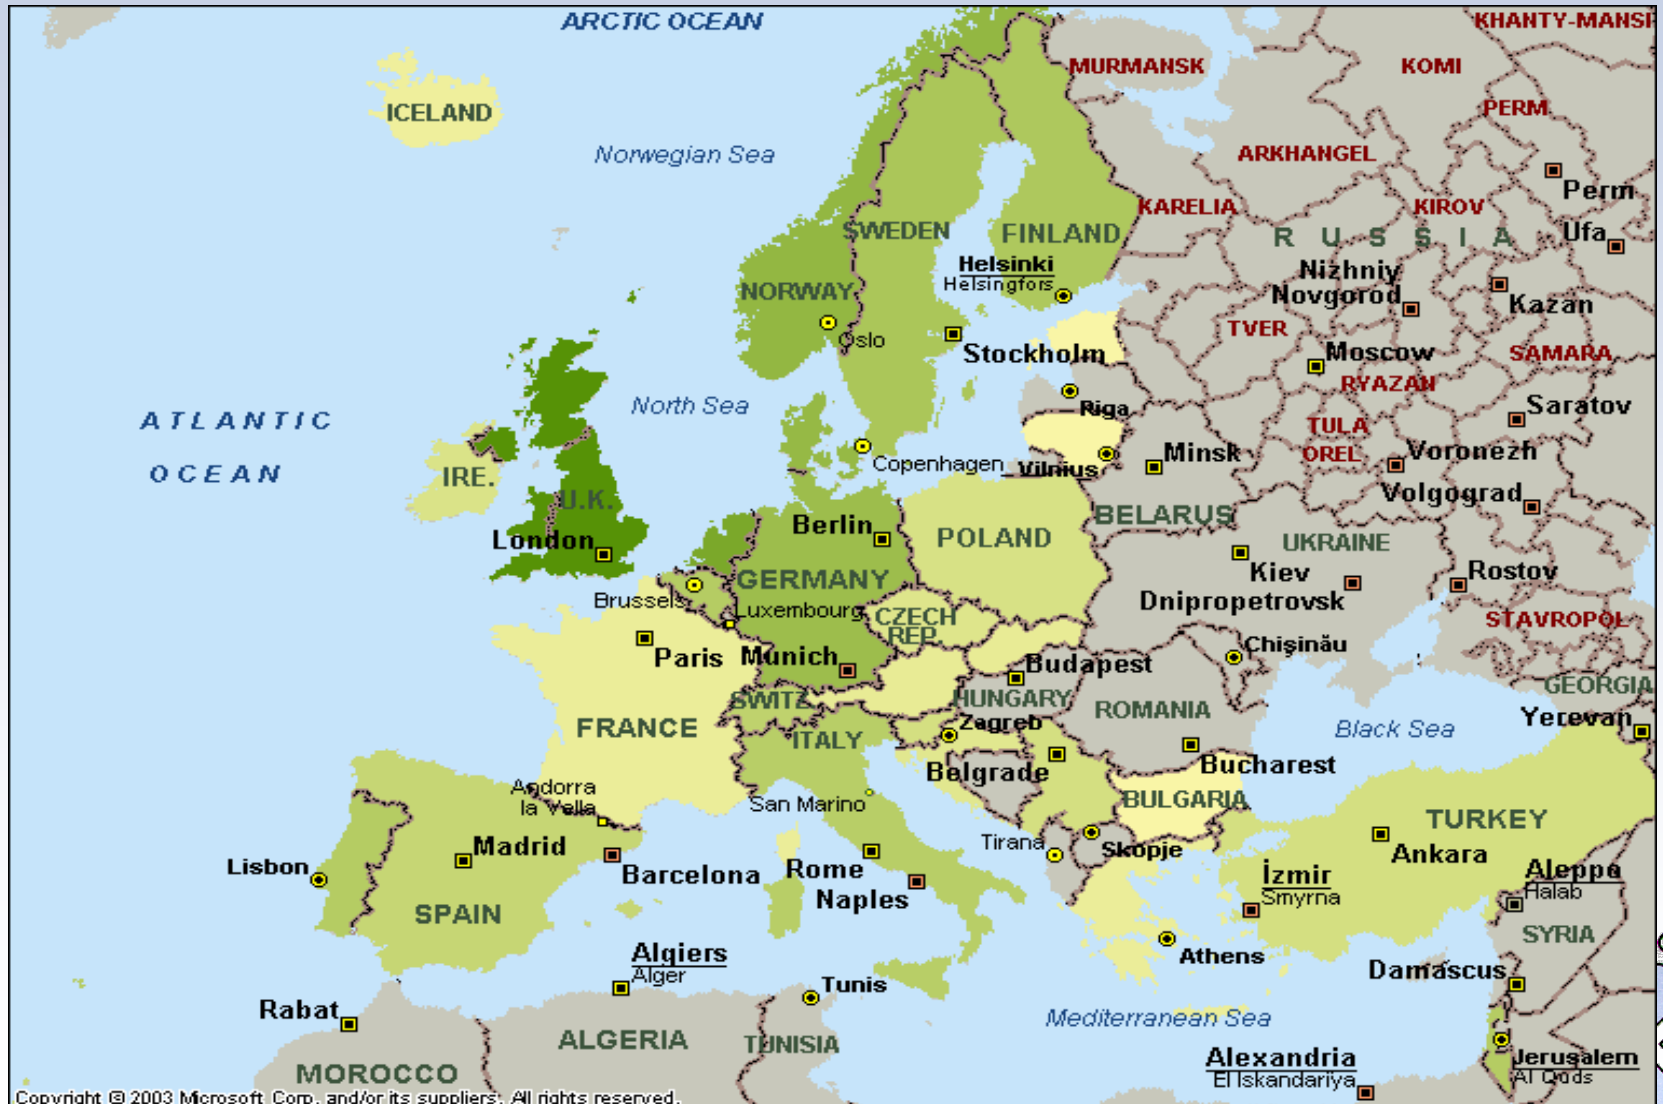 ARCTIC OCEAN
KHANTY-MANSI
MURMANSK
KOMI
ICELAND
PERM
Norwegian Sea
ARKHANGEL
Perm
KARELIA
KIROV
SWEDEN
FINLAND
RUSSIA
Ufa
Helsinki
Helsingfors
Nizhniy
Novgorod
NORWAY
Kazan
Oslo
TVER
Stockholm
Moscow
SAMARA
RYAZAN
North Sea
Riga
Saratov
ATLANTIC
OCEAN
TULA
OREL
Voronezh
Minsk
Copenhagen
Vilnius
IRE.
U.K.
Volgograd
BELARUS
Berlin
POLAND
London
UKRAINE
Kiev
Rostov
GERMANY
Brussels
Luxembourg
Dnipropetrovsk
CZECH
REP.
STAVROPOL
Chişinău
Paris
Munich
Budapest
GEORGIA
SWITZ.
HUNGARY
ROMANIA
FRANCE
ITALY
Zagreb
Black Sea
Yerevan
Belgrade
Bucharest
Andorra
la Vella
San Marino
BULGARIA
TURKEY
Madrid
Tirana
Skopje
Ankara
Lisbon
Barcelona
Rome
Naples
İzmir
Smyrna
Aleppo
Halab
SPAIN
SYRIA
Algiers
Alger
Athens
Damascus
Tunis
Rabat
Mediterranean Sea
ALGERIA
TUNISIA
MOROCCO
Alexandria
El Iskandariya
Jerusalem
Al Quds
Copyright © 2003 Microsoft Corp. and/or its suppliers. All rights reserved.